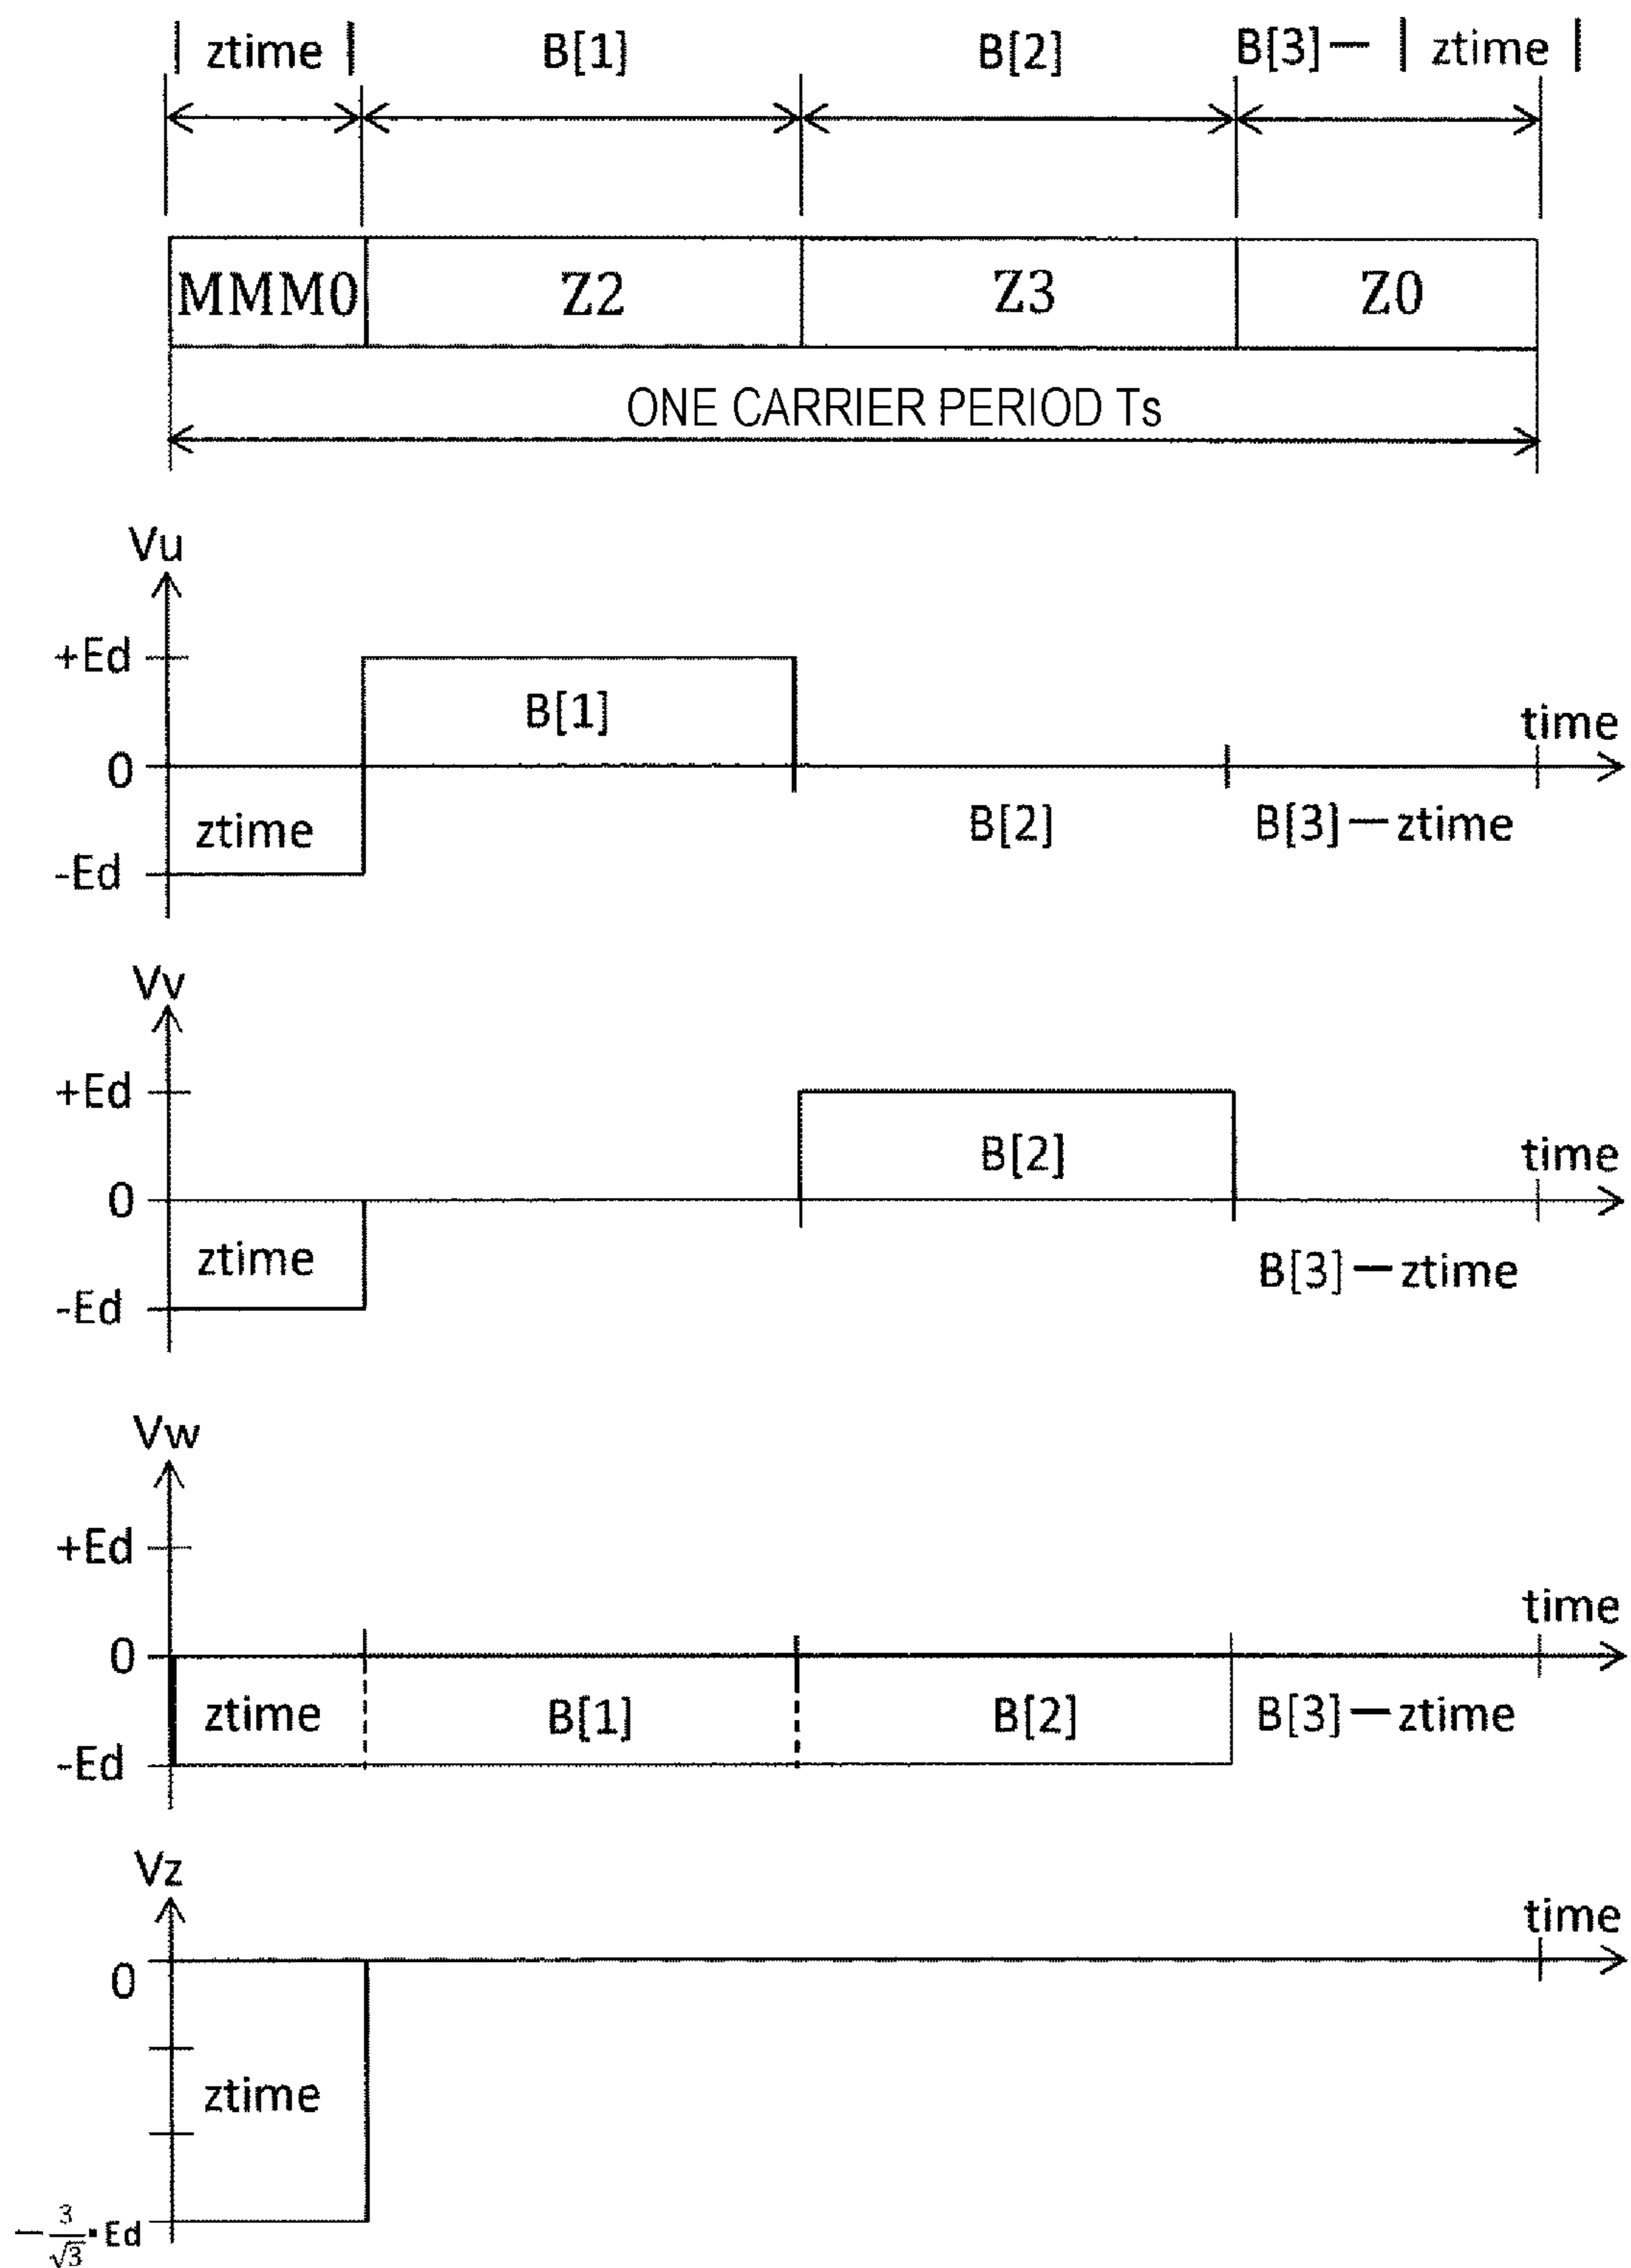 | ztime | B[1] B[2] B[3]— | ztime |
MMM0 Z2 Z3 Z0
ONE CARRIER PERIOD Ts
Vu
+Ed
B[1]
time
0
ztime B[2] B[3]—ztime
-Ed
Vv
+Ed
B[2]
time
0
ztime B[3]—ztime
-Ed
Vw
+Ed
time
0
ztime B[1] B[2] B[3]—ztime
-Ed
Vz
time
0
ztime
—3/√3▪Ed